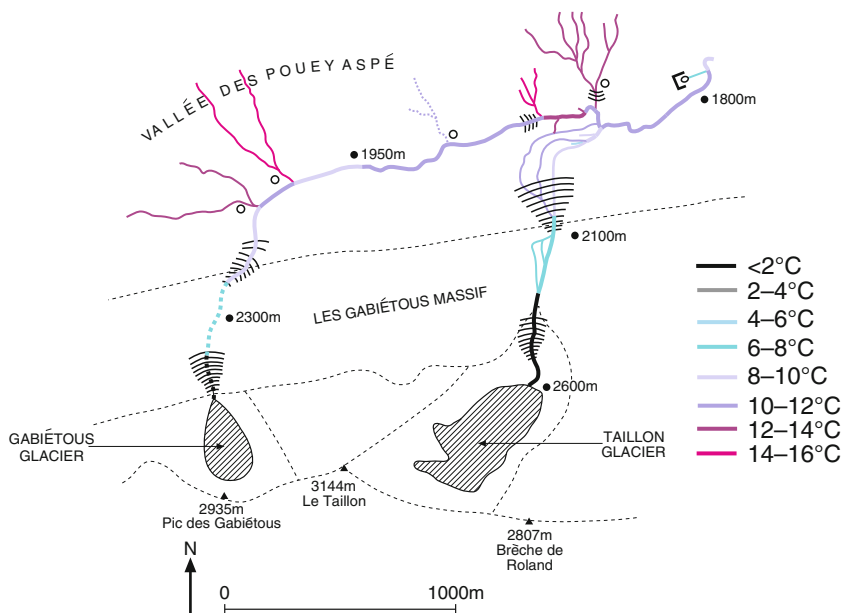 VALLÉE DES POUEY ASPÉ
1800m
1950m
2100m
LES GABIÉTOUS MASSIF
2300m
2600m
<2°C
2–4°C
4–6°C
6–8°C
8–10°C
10–12°C
12–14°C
14–16°C
GABIÉTOUS
GLACIER
TAILLON
GLACIER
3144m
Le Taillon
2935m
Pic des Gabiétous
2807m
Brèche de
Roland
N
0
1000m